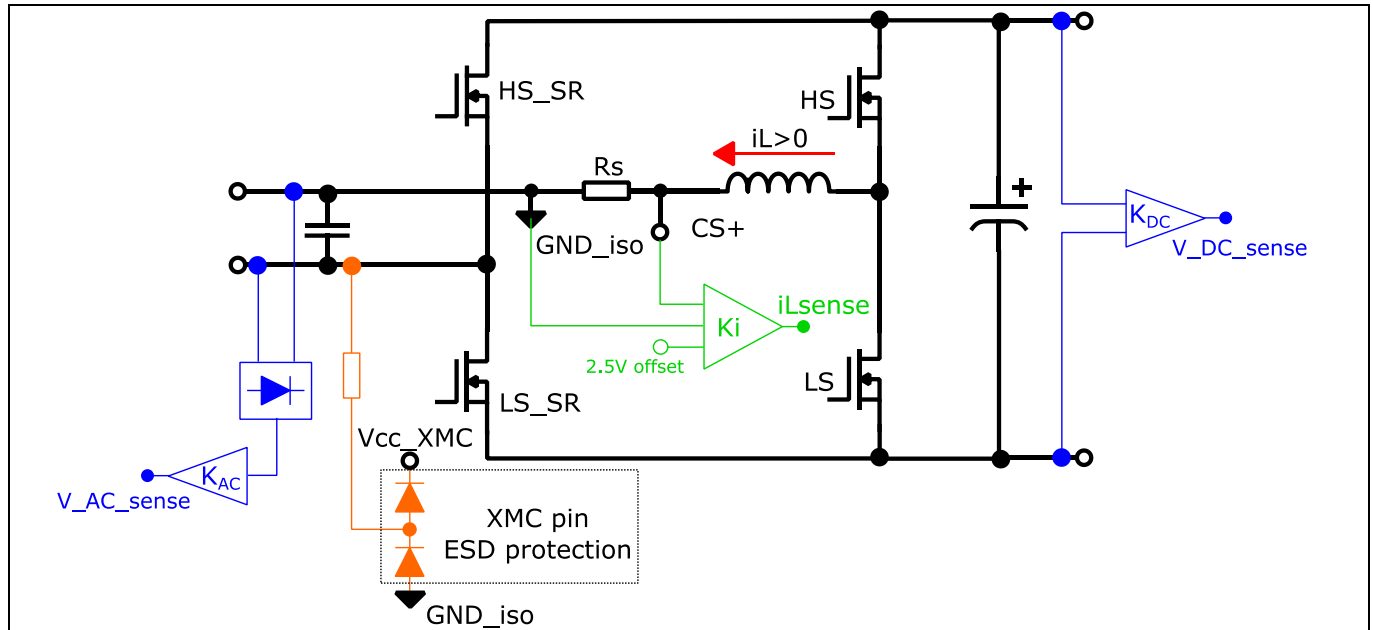 HS_SR
HS
iL>0
Rs
GND_iso
CS+
+
KDC
V_DC_sense
Ki
iLsense
2.5V offset
LS
LS_SR
Vcc_XMC
KAC
V_AC_sense
XMC pin
ESD protection
GND_iso